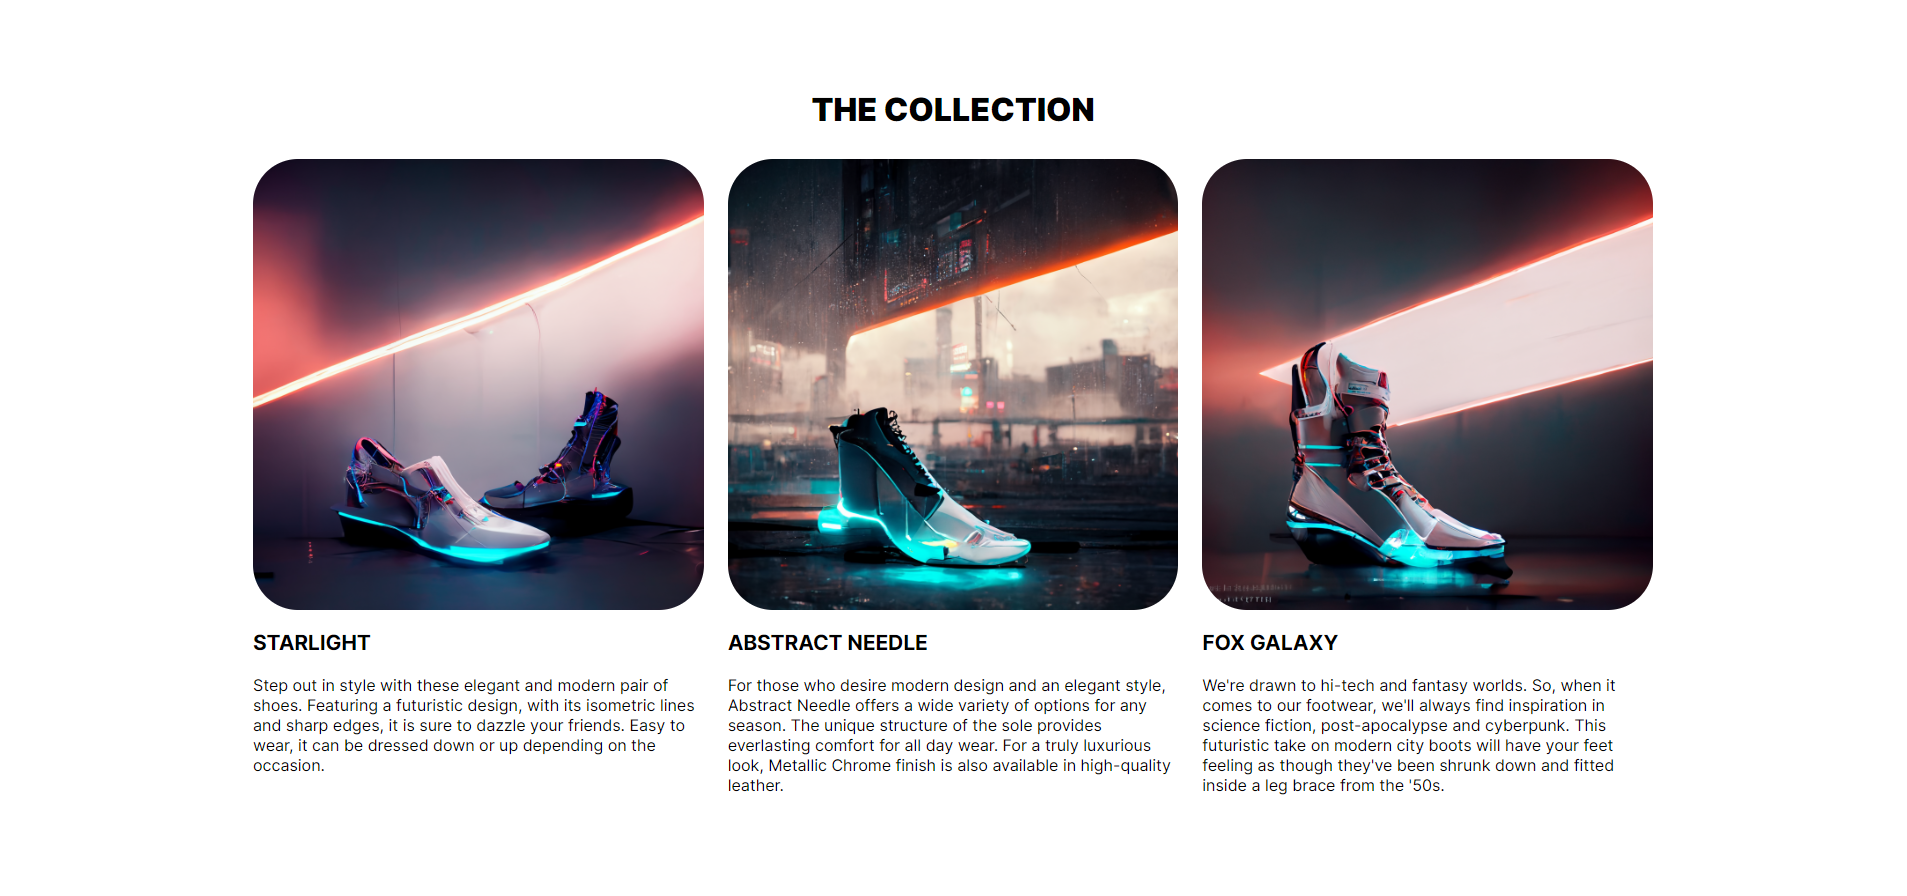 THE COLLECTION
STARLIGHT
Step out in style with these elegant and modern pair of
shoes. Featuring a futuristic design, with its isometric lines
and sharp edges, it is sure to dazzle your friends. Easy to
wear, it can be dressed down or up depending on the
occasion.
ABSTRACT NEEDLE
For those who desire modern design and an elegant style,
Abstract Needle offers a wide variety of options for any
season. The unique structure of the sole provides
everlasting comfort for all day wear. For a truly luxurious
look, Metallic Chrome finish is also available in high-quality
leather.
FOX GALAXY
We're drawn to hi-tech and fantasy worlds. So, when it
comes to our footwear, we'll always find inspiration in
science fiction, post-apocalypse and cyberpunk. This
futuristic take on modern city boots will have your feet
feeling as though they've been shrunk down and fitted
inside a leg brace from the '50s.